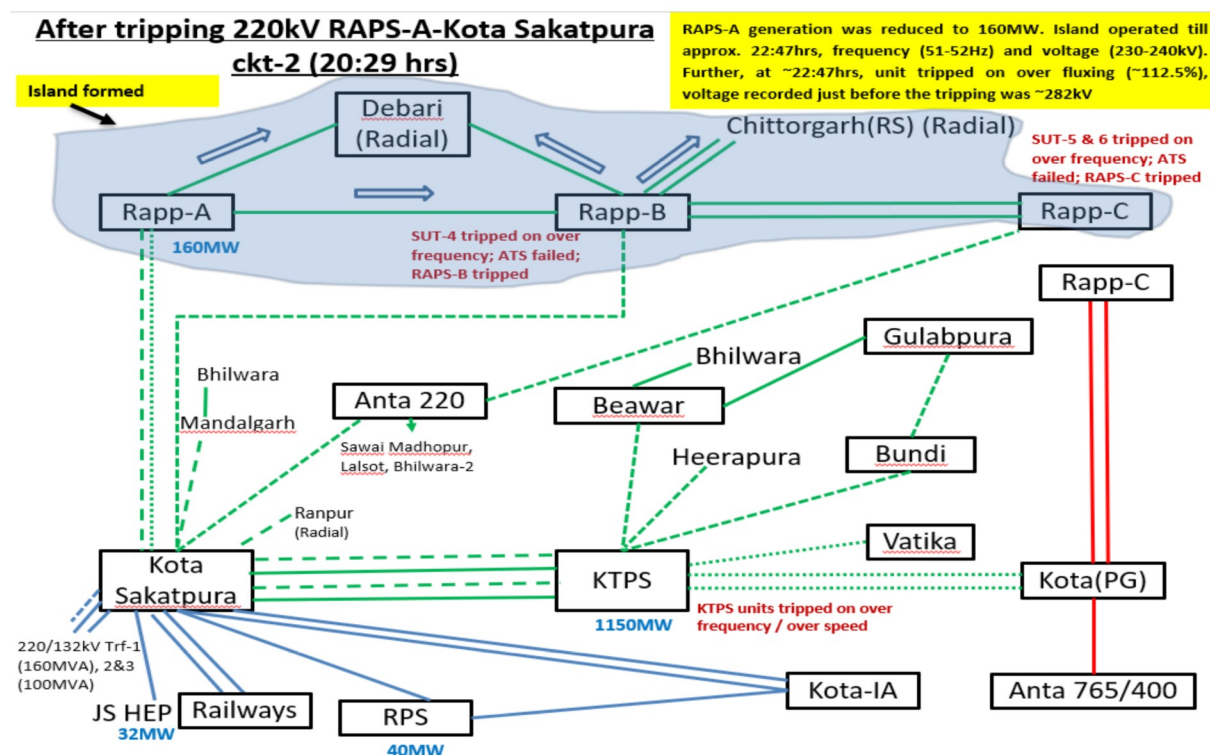 After tripping 220kV RAPS-A-Kota Sakatpura
ckt-2 (20:29 hrs)
RAPS-A generation was reduced to 160MW. Island operated till
approx. 22:47hrs, frequency (51-52Hz) and voltage (230-240kV).
Further, at ~22:47hrs, unit tripped on over fluxing (~112.5%),
voltage recorded just before the tripping was ~282kV
Island formed
Debari
(Radial)
Chittorgarh(RS) (Radial)
SUT-5 & 6 tripped on
over frequency; ATS
failed; RAPS-C tripped
Rapp-A
Rapp-B
Rapp-C
160MW
SUT-4 tripped on over
frequency; ATS failed;
RAPS-B tripped
Rapp-C
Gulabpura
Bhilwara
Bhilwara
Mandalgarh
Anta 220
Beawar
Sawai Madhopur,
Lalsot, Bhilwara-2
Heerapura
Bundi
Ranpur
(Radial)
Vatika
Kota
Sakatpura
KTPS
Kota(PG)
1150MW
KTPS units tripped on over
frequency / over speed
220/132kV Trf-1
(160MVA), 2&3
(100MVA)
JS HEP
32MW
Railways
RPS
40MW
Kota-IA
Anta 765/400